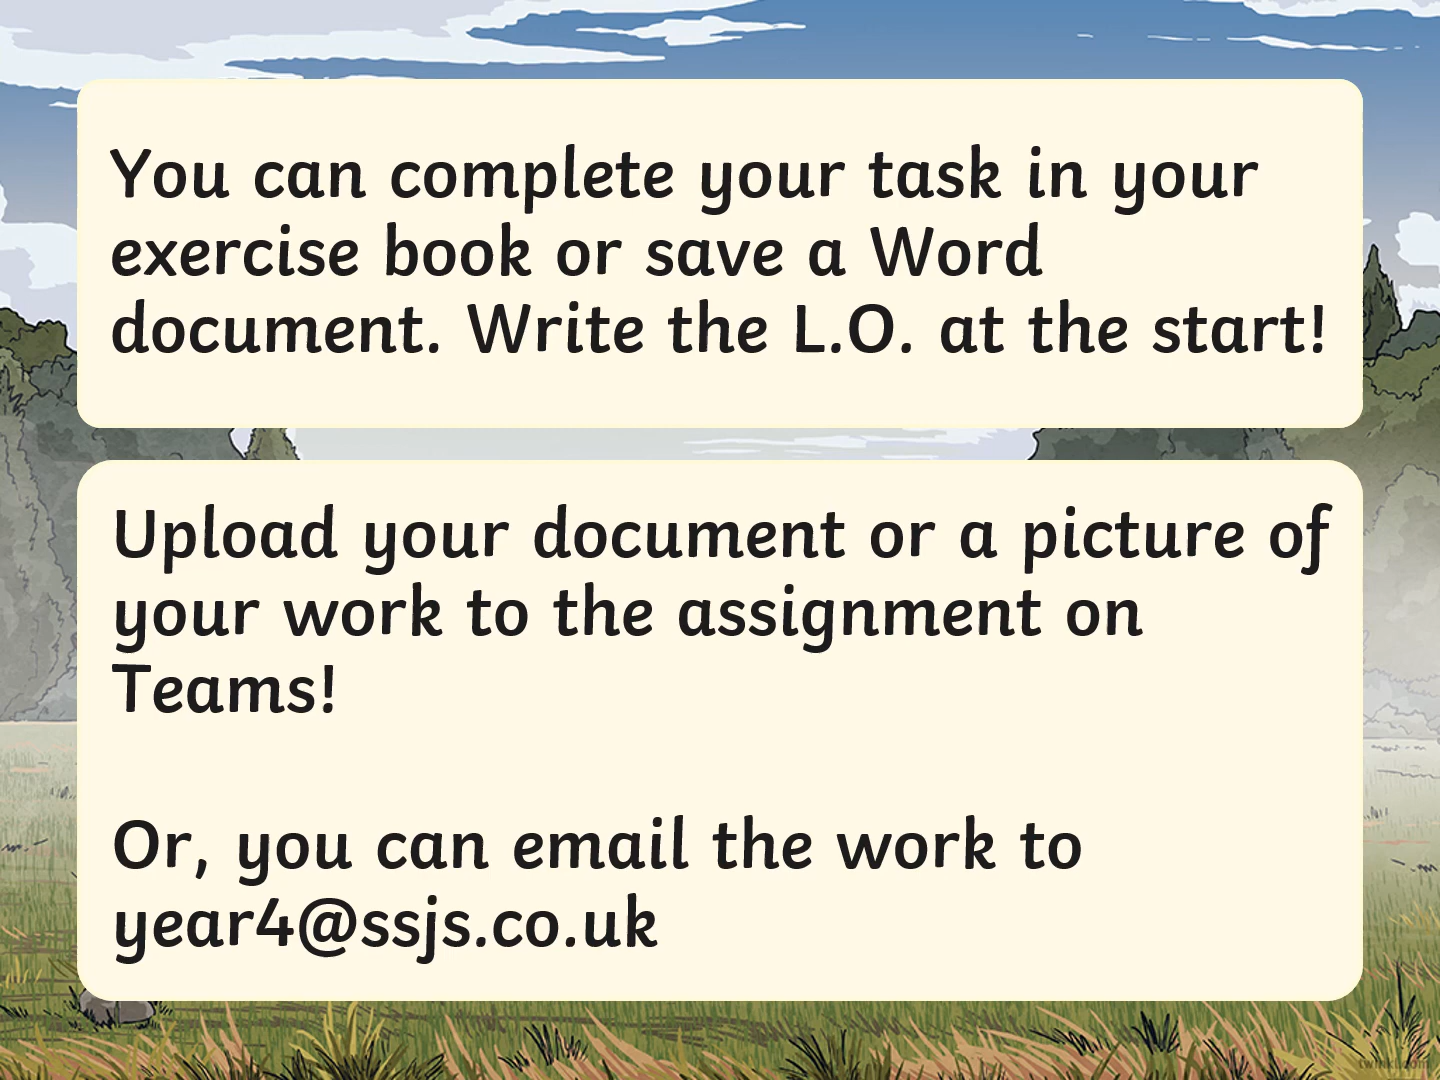 You can complete your task in your
exercise book or save a Word
document. Write the L.O. at the start!
Upload your document or a picture of
your work to the assignment on
Teams!
Or, you can email the work to
year4@ssjs.co.uk
twinkl.com